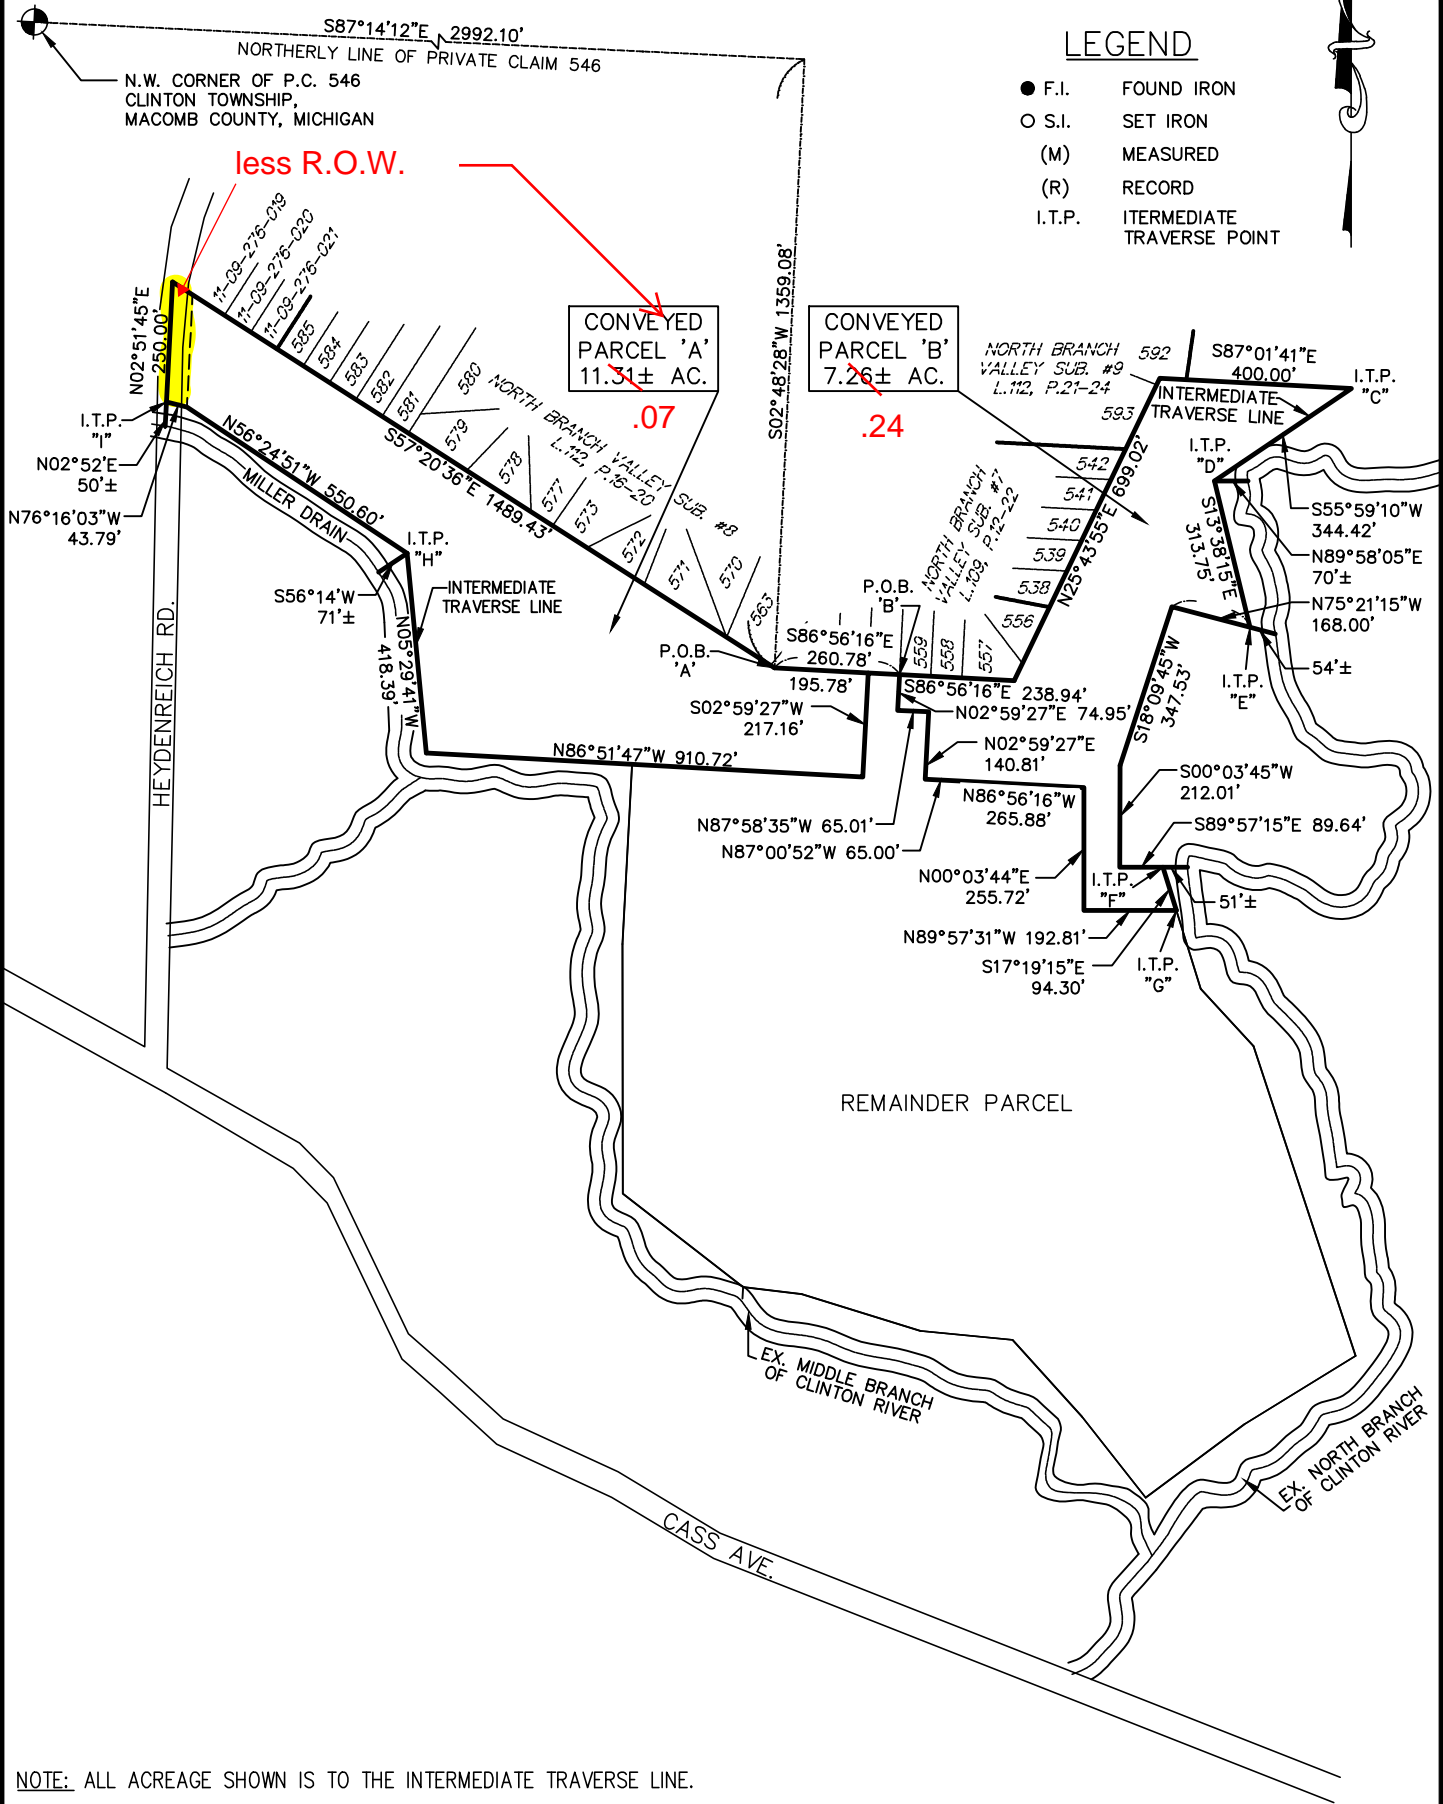 S87°14'12"E 2992.10'
NORTHERLY LINE OF PRIVATE CLAIM 546
N.W. CORNER OF P.C. 546
CLINTON TOWNSHIP,
MACOMB COUNTY, MICHIGAN
LEGEND
F.I. FOUND IRON
S.I. SET IRON
(M) MEASURED
(R) RECORD
I.T.P. ITERMEDIATE
TRAVERSE POINT
less R.O.W.
11-09-276-019
11-09-276-020
11-09-276-021
585
584
583
582
581
580
579
578
577
573
572
571
570
563
NORTH BRANCH VALLEY SUB. #8
L.112, P.16-20
S02°48'28"W 1359.08'
CONVEYED
PARCEL 'A'
11.31± AC.
.07
CONVEYED
PARCEL 'B'
7.26± AC.
.24
NORTH BRANCH
VALLEY SUB. #9
L.112, P.21-24
592
593
S87°01'41"E
400.00'
I.T.P.
"C"
INTERMEDIATE
TRAVERSE LINE
I.T.P.
"D"
542
541
540
539
538
556
557
558
559
NORTH BRANCH
VALLEY SUB. #7
L.109, P.12-22
N25°43'55"E 699.02'
S13°38'15"E
313.75'
S55°59'10"W
344.42'
N89°58'05"E
70'±
N75°21'15"W
168.00'
54'±
I.T.P.
"E"
S18°09'45"W
347.53'
N02°51'45"E
250.00'
I.T.P.
"I"
N02°52'E
50'±
N76°16'03"W
43.79'
N56°24'51"W 550.60'
MILLER DRAIN
S57°20'36"E 1489.43'
I.T.P.
"H"
S56°14'W
71'±
INTERMEDIATE
TRAVERSE LINE
N05°29'41"W
418.39'
HEYDENREICH RD.
P.O.B.
'A'
P.O.B.
'B'
S86°56'16"E
260.78'
195.78'
S86°56'16"E 238.94'
S02°59'27"W
217.16'
N02°59'27"E 74.95'
N02°59'27"E
140.81'
N86°51'47"W 910.72'
N86°56'16"W
265.88'
N87°58'35"W 65.01'
N87°00'52"W 65.00'
S00°03'45"W
212.01'
S89°57'15"E 89.64'
N00°03'44"E
255.72'
I.T.P.
"F"
51'±
N89°57'31"W 192.81'
S17°19'15"E
94.30'
I.T.P.
"G"
REMAINDER PARCEL
EX. MIDDLE BRANCH
OF CLINTON RIVER
EX. NORTH BRANCH
OF CLINTON RIVER
CASS AVE.
NOTE: ALL ACREAGE SHOWN IS TO THE INTERMEDIATE TRAVERSE LINE.